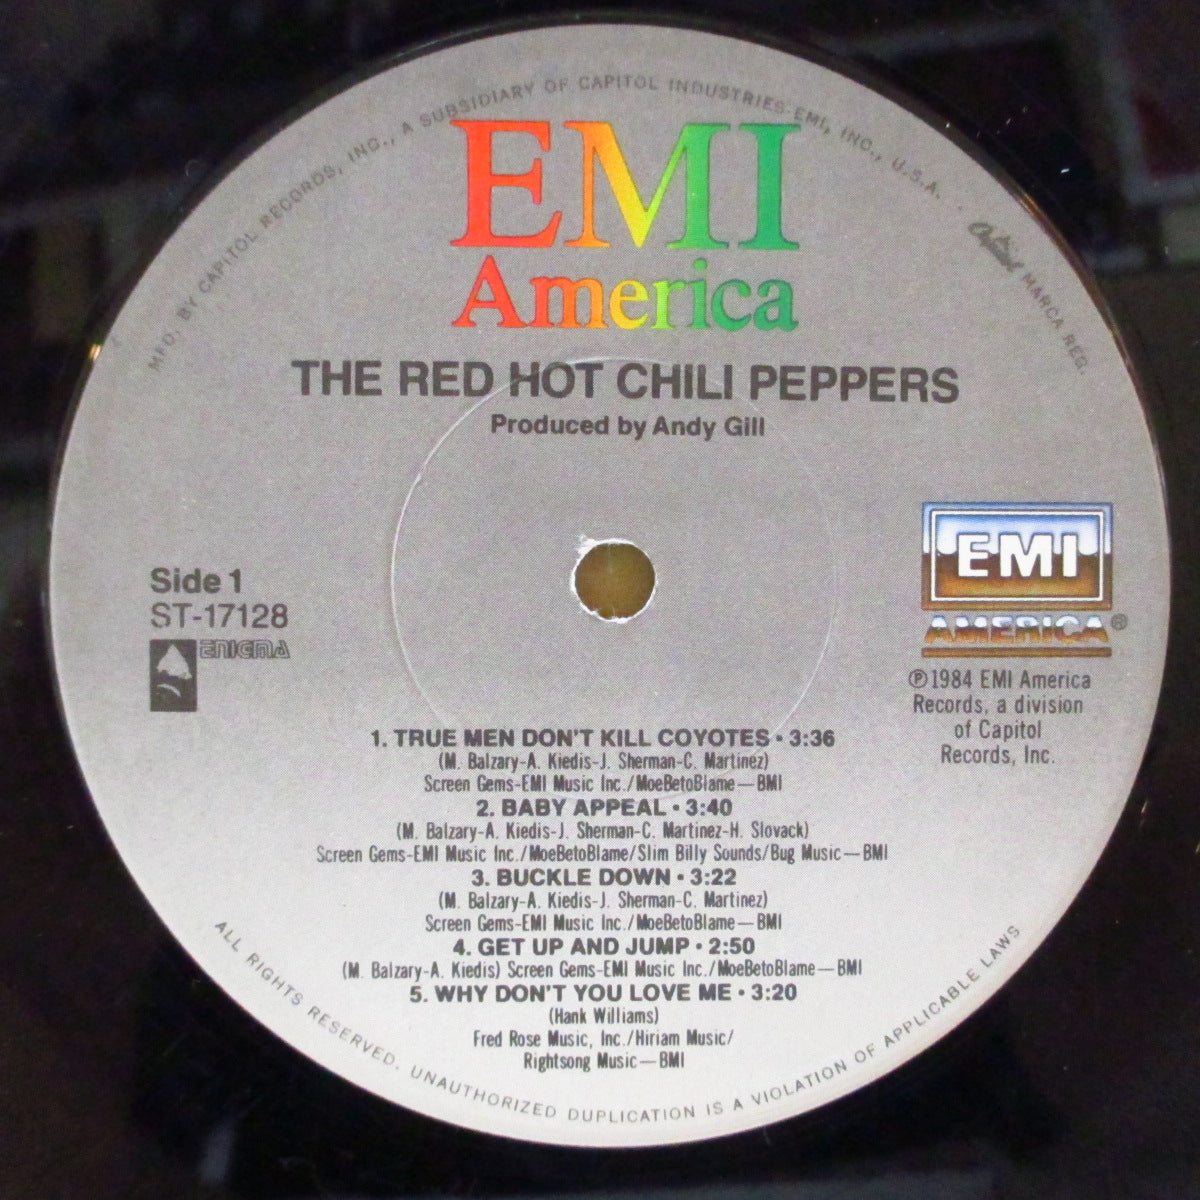 MFD. BY CAPITOL RECORDS, INC., A SUBSIDIARY OF CAPITOL INDUSTRIES-EMI, INC., U.S.A. · Capitol MARCA REG.
EMI
America
THE RED HOT CHILI PEPPERS
Produced by Andy Gill
Side 1
ST-17128
ENIGMA
EMI
AMERICA®
℗1984 EMI America
Records, a division
of Capitol
Records, Inc.
1. TRUE MEN DON'T KILL COYOTES • 3:36
(M. Balzary-A. Kiedis-J. Sherman-C. Martinez)
Screen Gems-EMI Music Inc./MoeBetoBlame—BMI
2. BABY APPEAL • 3:40
(M. Balzary-A. Kiedis-J. Sherman-C. Martinez-H. Slovack)
Screen Gems-EMI Music Inc./MoeBetoBlame/Slim Billy Sounds/Bug Music—BMI
3. BUCKLE DOWN • 3:22
(M. Balzary-A. Kiedis-J. Sherman-C. Martinez)
Screen Gems-EMI Music Inc./MoeBetoBlame—BMI
4. GET UP AND JUMP • 2:50
(M. Balzary-A. Kiedis) Screen Gems-EMI Music Inc./MoeBetoBlame—BMI
5. WHY DON'T YOU LOVE ME • 3:20
(Hank Williams)
Fred Rose Music, Inc./Hiriam Music/
Rightsong Music—BMI
ALL RIGHTS RESERVED. UNAUTHORIZED DUPLICATION IS A VIOLATION OF APPLICABLE LAWS